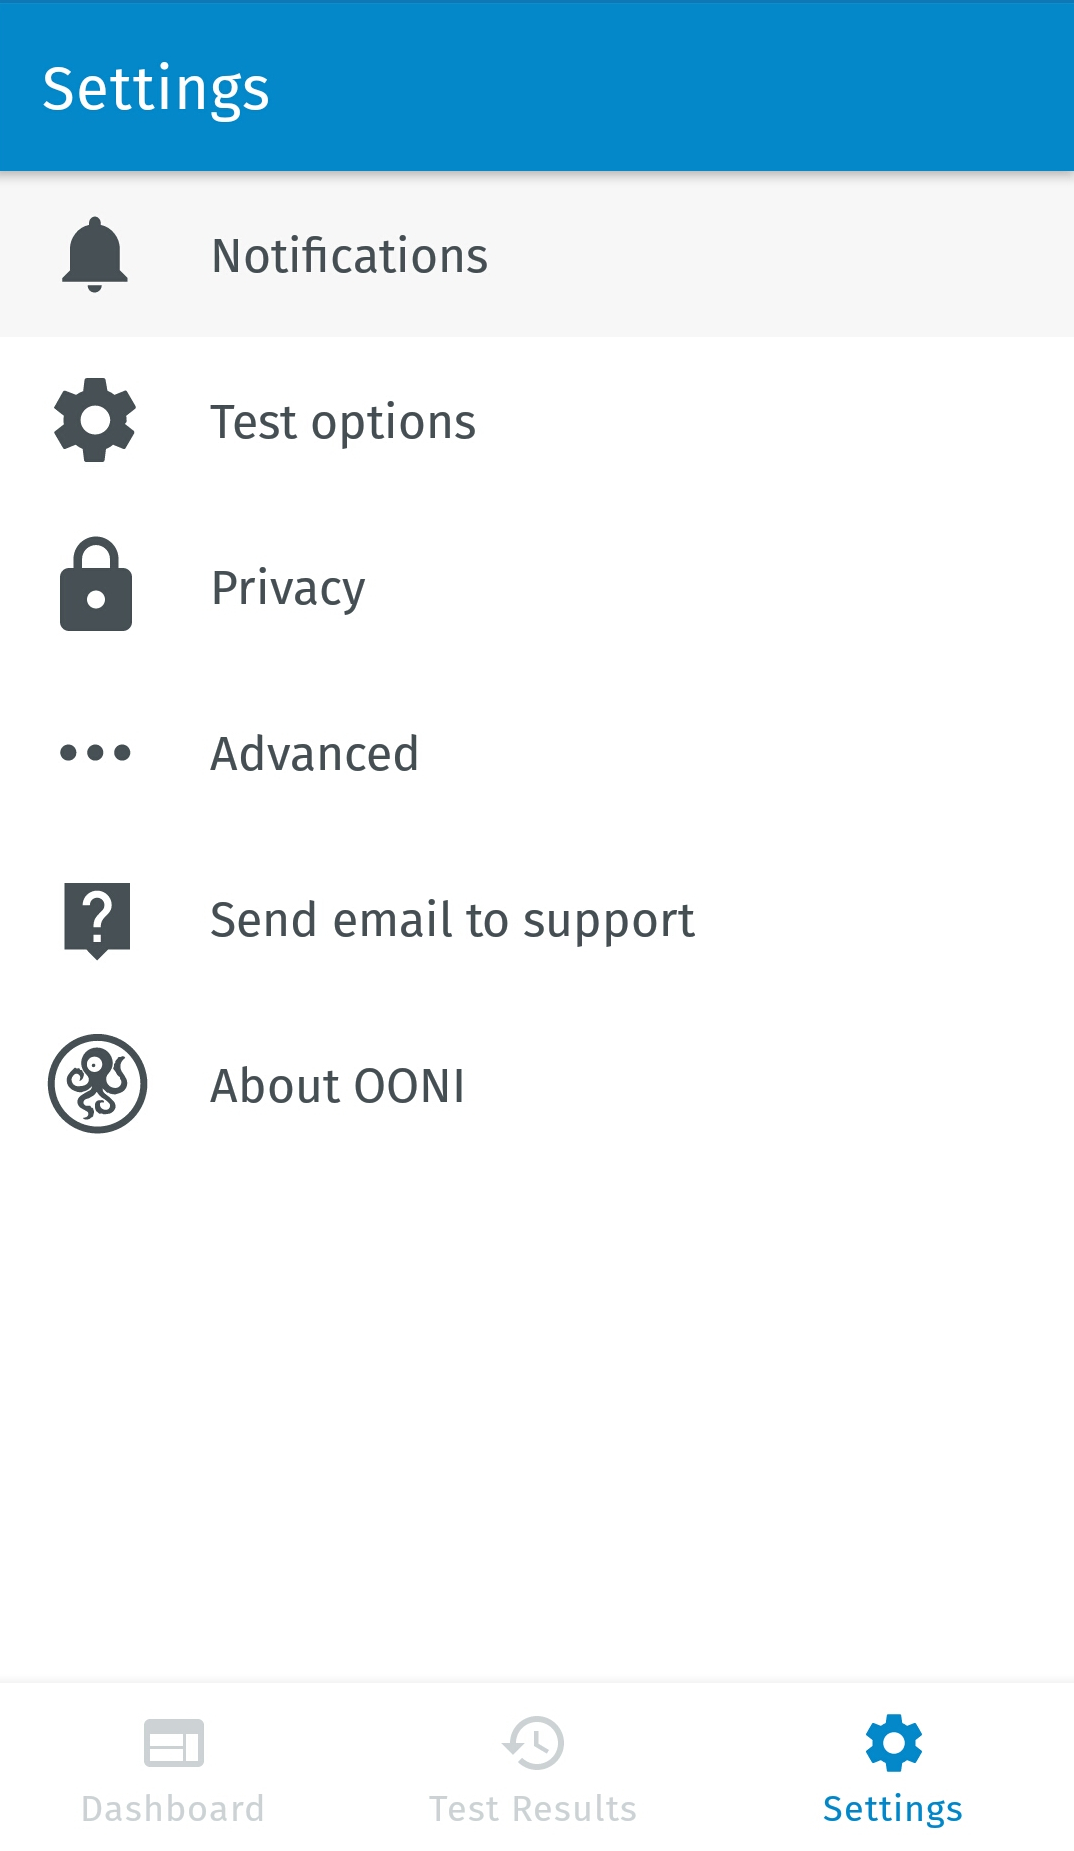 Settings
Notifications
Test options
Privacy
Advanced
Send email to support
About OONI
Dashboard
Test Results
Settings